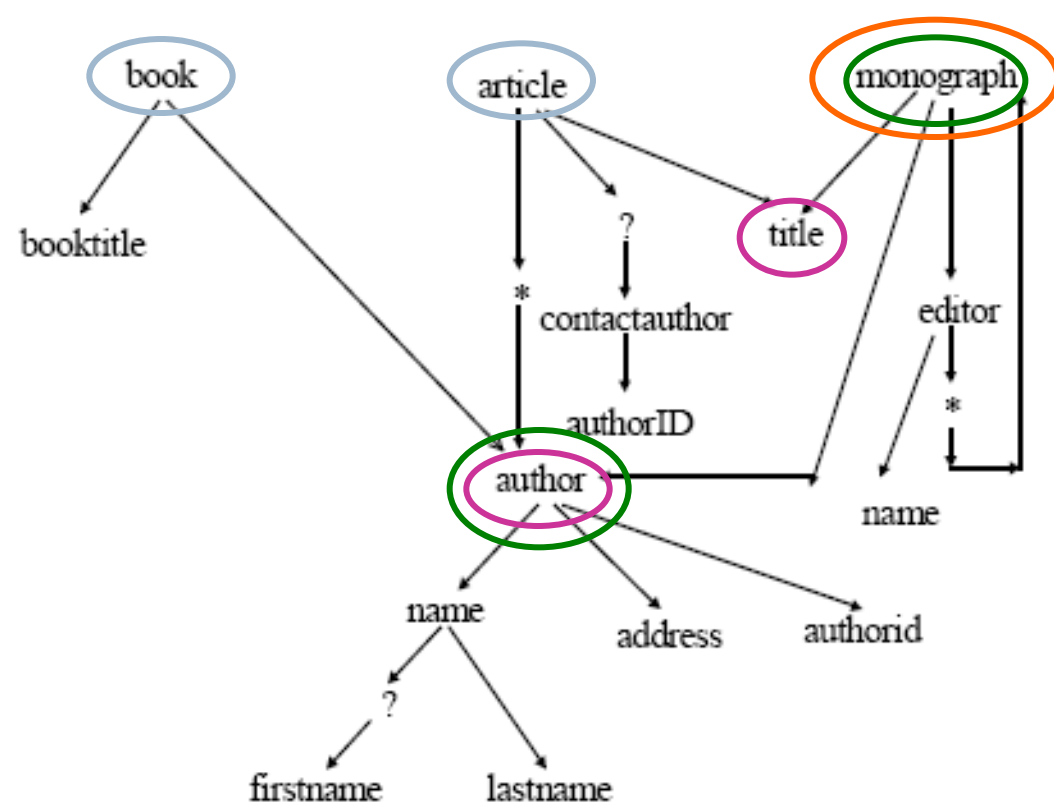 book
article
monograph
?
title
booktitle
*
contactauthor
editor
*
authorID
author
name
name
address
authorid
?
firstname
lastname